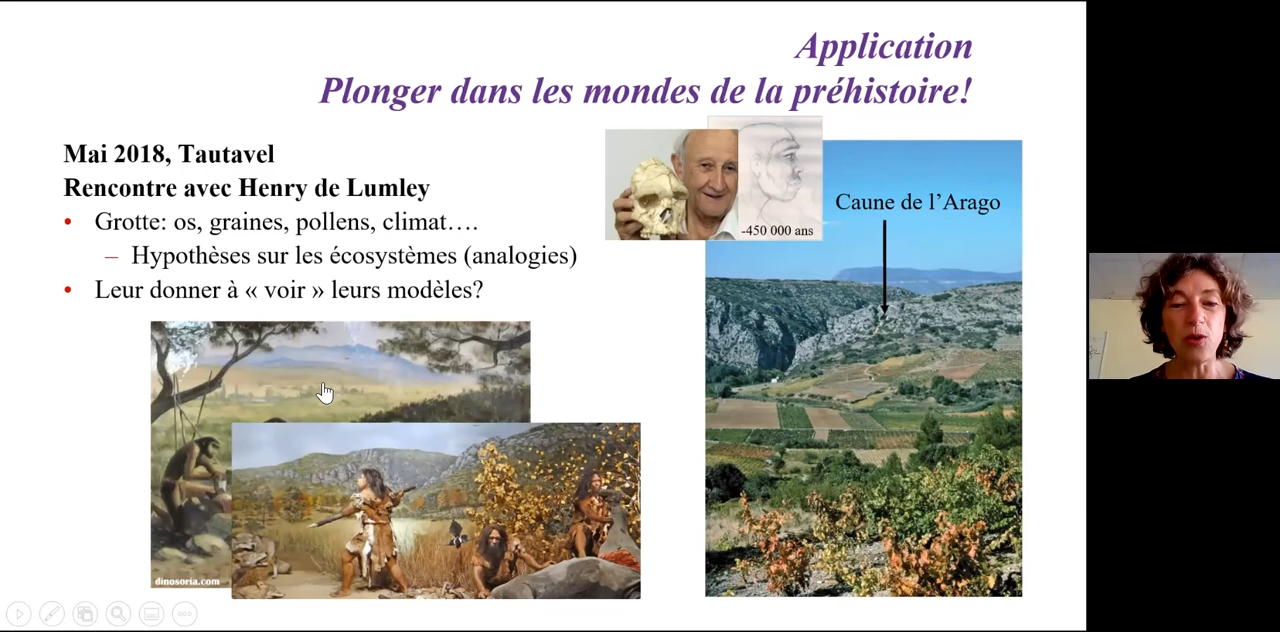 Application
Plonger dans les mondes de la préhistoire!
Mai 2018, Tautavel
Rencontre avec Henry de Lumley
• Grotte: os, graines, pollens, climat….
– Hypothèses sur les écosystèmes (analogies)
• Leur donner à « voir » leurs modèles?
-450 000 ans
Caune de l’Arago
dinosoria.com